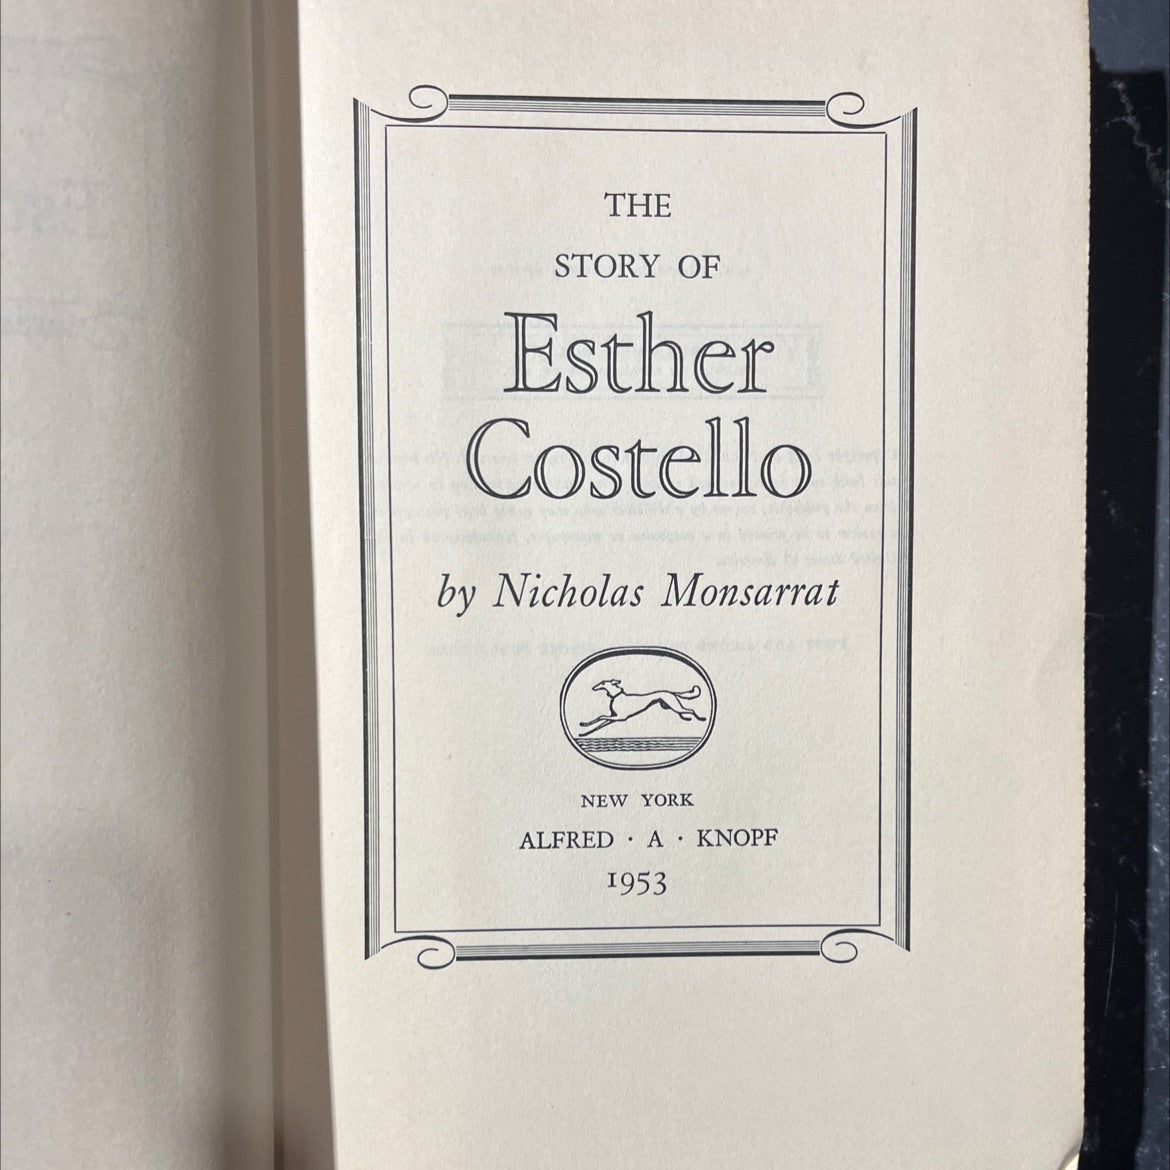 THE
STORY OF
Esther
Costello
by Nicholas Monsarrat
NEW YORK
ALFRED · A · KNOPF
1953